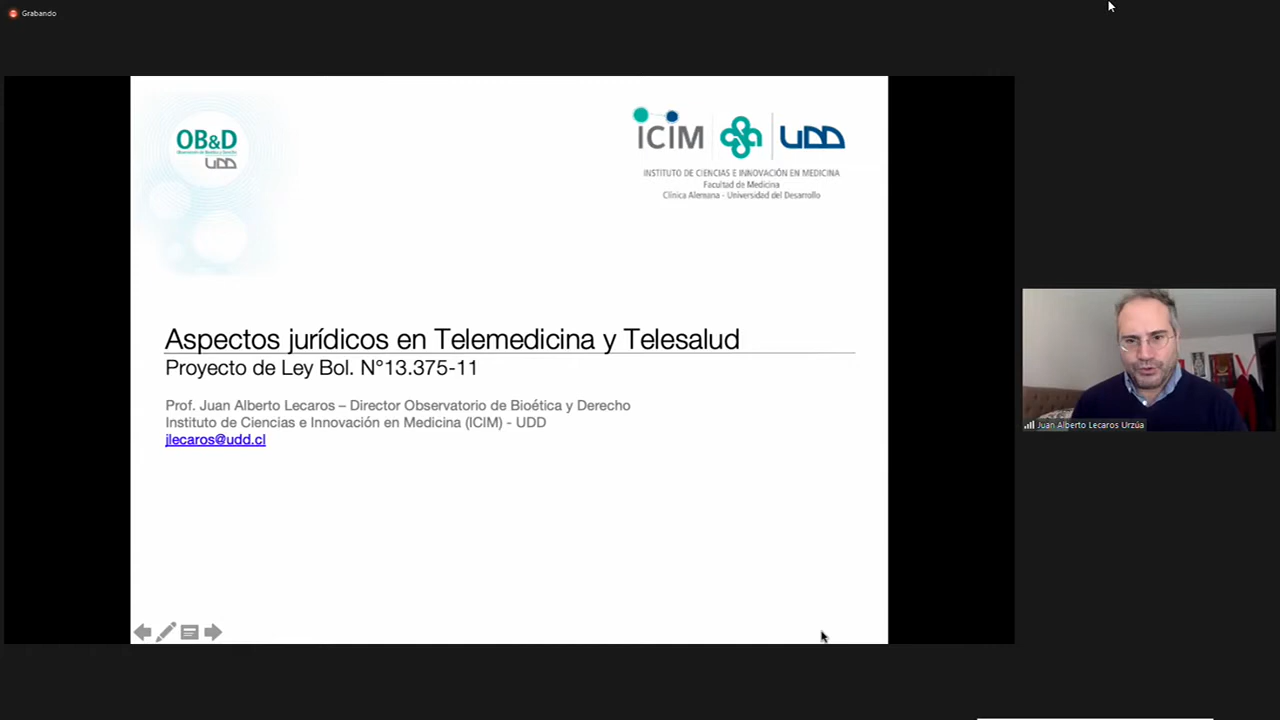 Grabando
OB&D
UDD
ICIM
UDD
INSTITUTO DE CIENCIAS E INNOVACIÓN EN MEDICINA
Facultad de Medicina
Clínica Alemana - Universidad del Desarrollo
Aspectos jurídicos en Telemedicina y Telesalud
Proyecto de Ley Bol. N°13.375-11
Prof. Juan Alberto Lecaros – Director Observatorio de Bioética y Derecho
Instituto de Ciencias e Innovación en Medicina (ICIM) - UDD
jlecaros@udd.cl
Juan Alberto Lecaros Urzúa